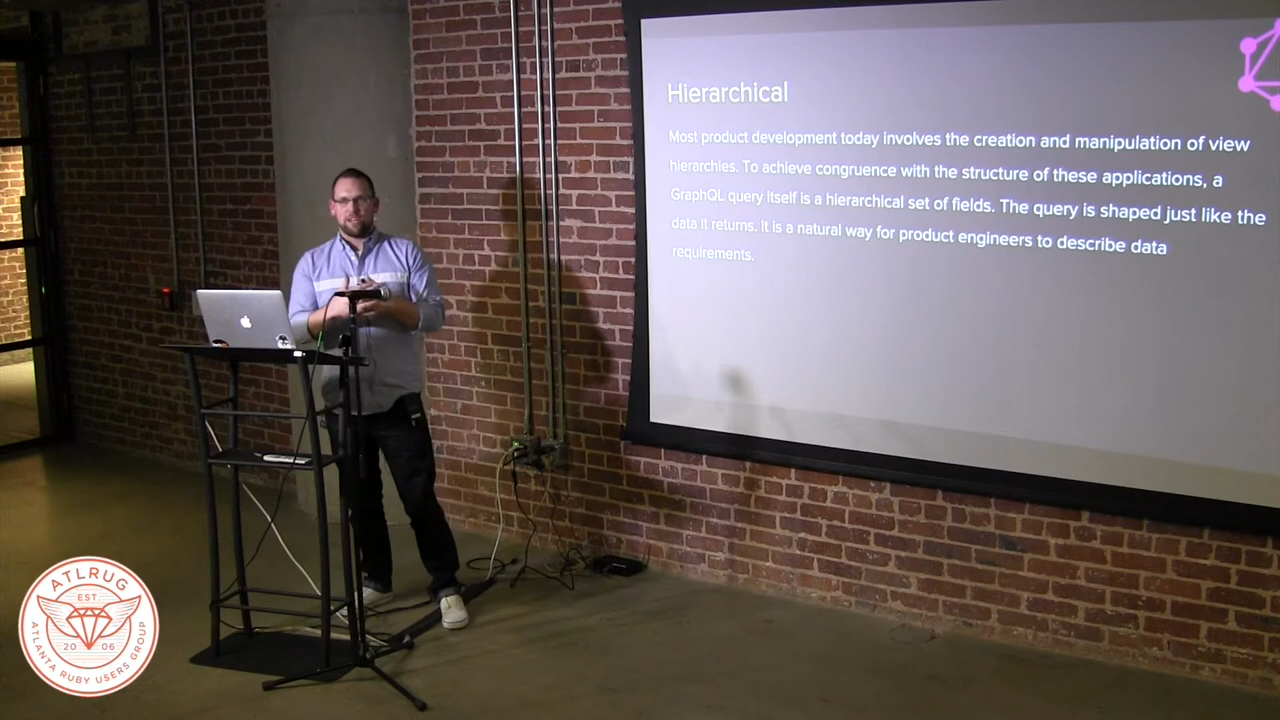 Hierarchical
Most product development today involves the creation and manipulation of view
hierarchies. To achieve congruence with the structure of these applications, a
GraphQL query itself is a hierarchical set of fields. The query is shaped just like the
data it returns. It is a natural way for product engineers to describe data
requirements.
ATLRUG
EST.
20 06
ATLANTA RUBY USERS GROUP